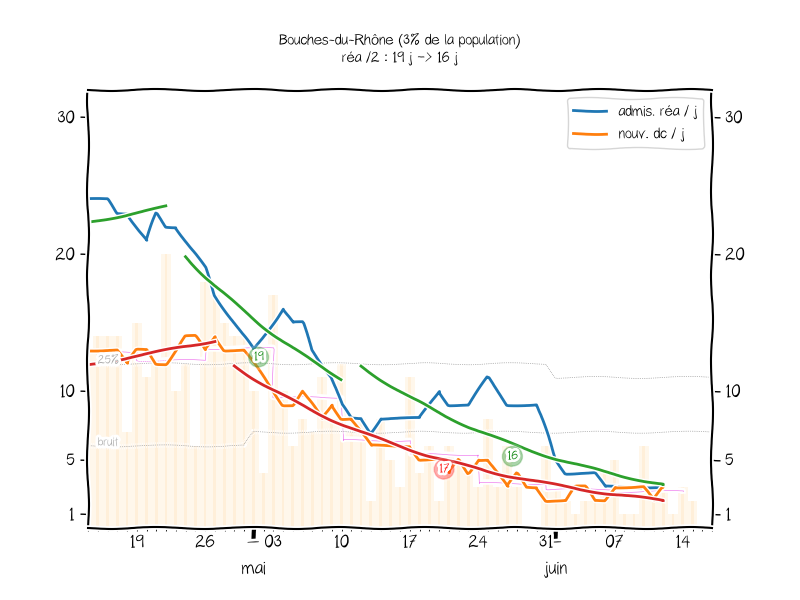 Bouches-du-Rhône (3% de la population)
réa /2 : 19 j -> 16 j
admis. réa / j
nouv. dc / j
30
30
20
20
25%
19
10
10
bruit
16
17
5
5
1
1
19 26 03 10 17 24 31 07 14
mai juin